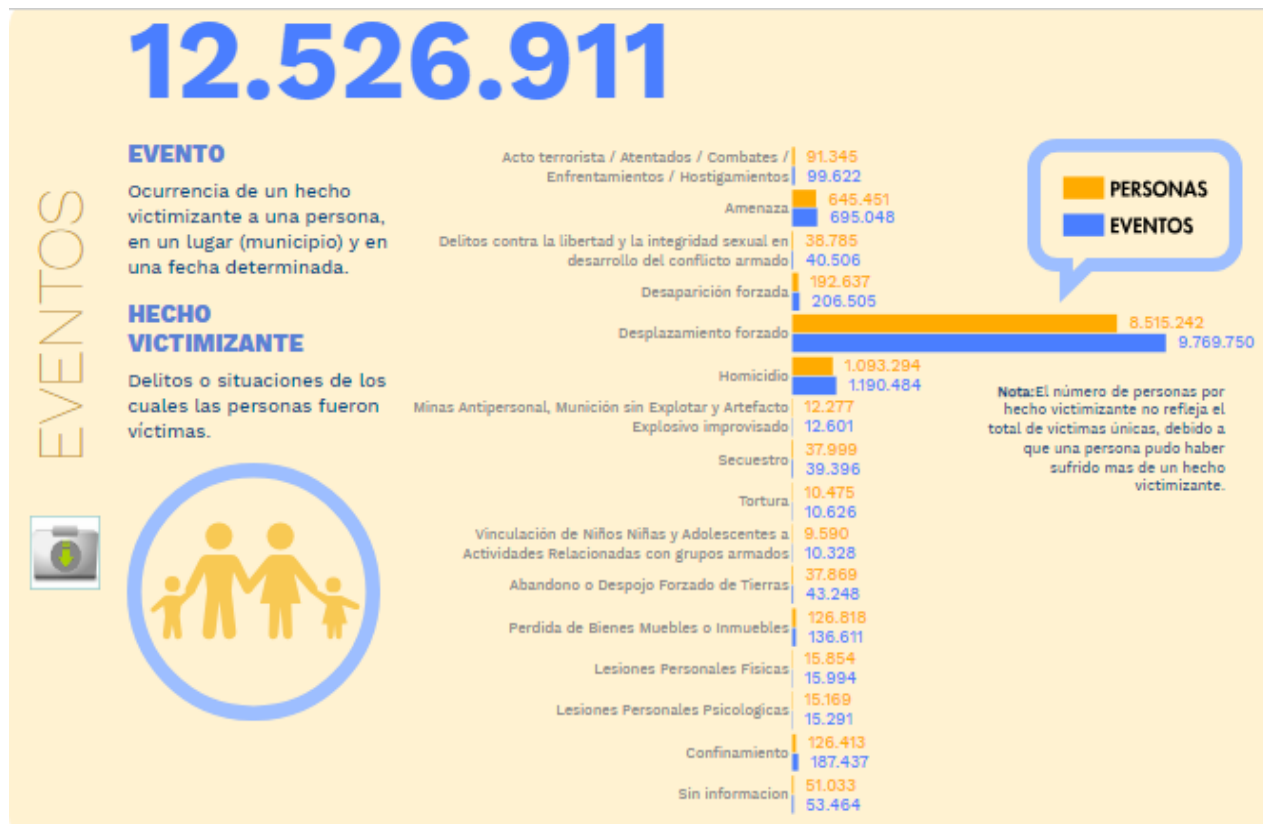 12.526.911
EVENTO
Ocurrencia de un hecho
victimizante a una persona,
en un lugar (municipio) y en
una fecha determinada.
HECHO
VICTIMIZANTE
Delitos o situaciones de los
cuales las personas fueron
víctimas.
EVENTOS
Acto terrorista / Atentados / Combates /
Enfrentamientos / Hostigamientos
91.345
99.622
Amenaza
645.451
695.048
Delitos contra la libertad y la integridad sexual en
desarrollo del conflicto armado
38.785
40.506
Desaparición forzada
192.637
206.505
Desplazamiento forzado
8.515.242
9.769.750
Homicidio
1.093.294
1.190.484
Minas Antipersonal, Munición sin Explotar y Artefacto
Explosivo improvisado
12.277
12.601
Secuestro
37.999
39.396
Tortura
10.475
10.626
Vinculación de Niños Niñas y Adolescentes a
Actividades Relacionadas con grupos armados
9.590
10.328
Abandono o Despojo Forzado de Tierras
37.869
43.248
Perdida de Bienes Muebles o Inmuebles
126.818
136.611
Lesiones Personales Fisicas
15.854
15.994
Lesiones Personales Psicologicas
15.169
15.291
Confinamiento
126.413
187.437
Sin informacion
51.033
53.464
PERSONAS
EVENTOS
Nota:El número de personas por
hecho victimizante no refleja el
total de victimas únicas, debido a
que una persona pudo haber
sufrido mas de un hecho
victimizante.